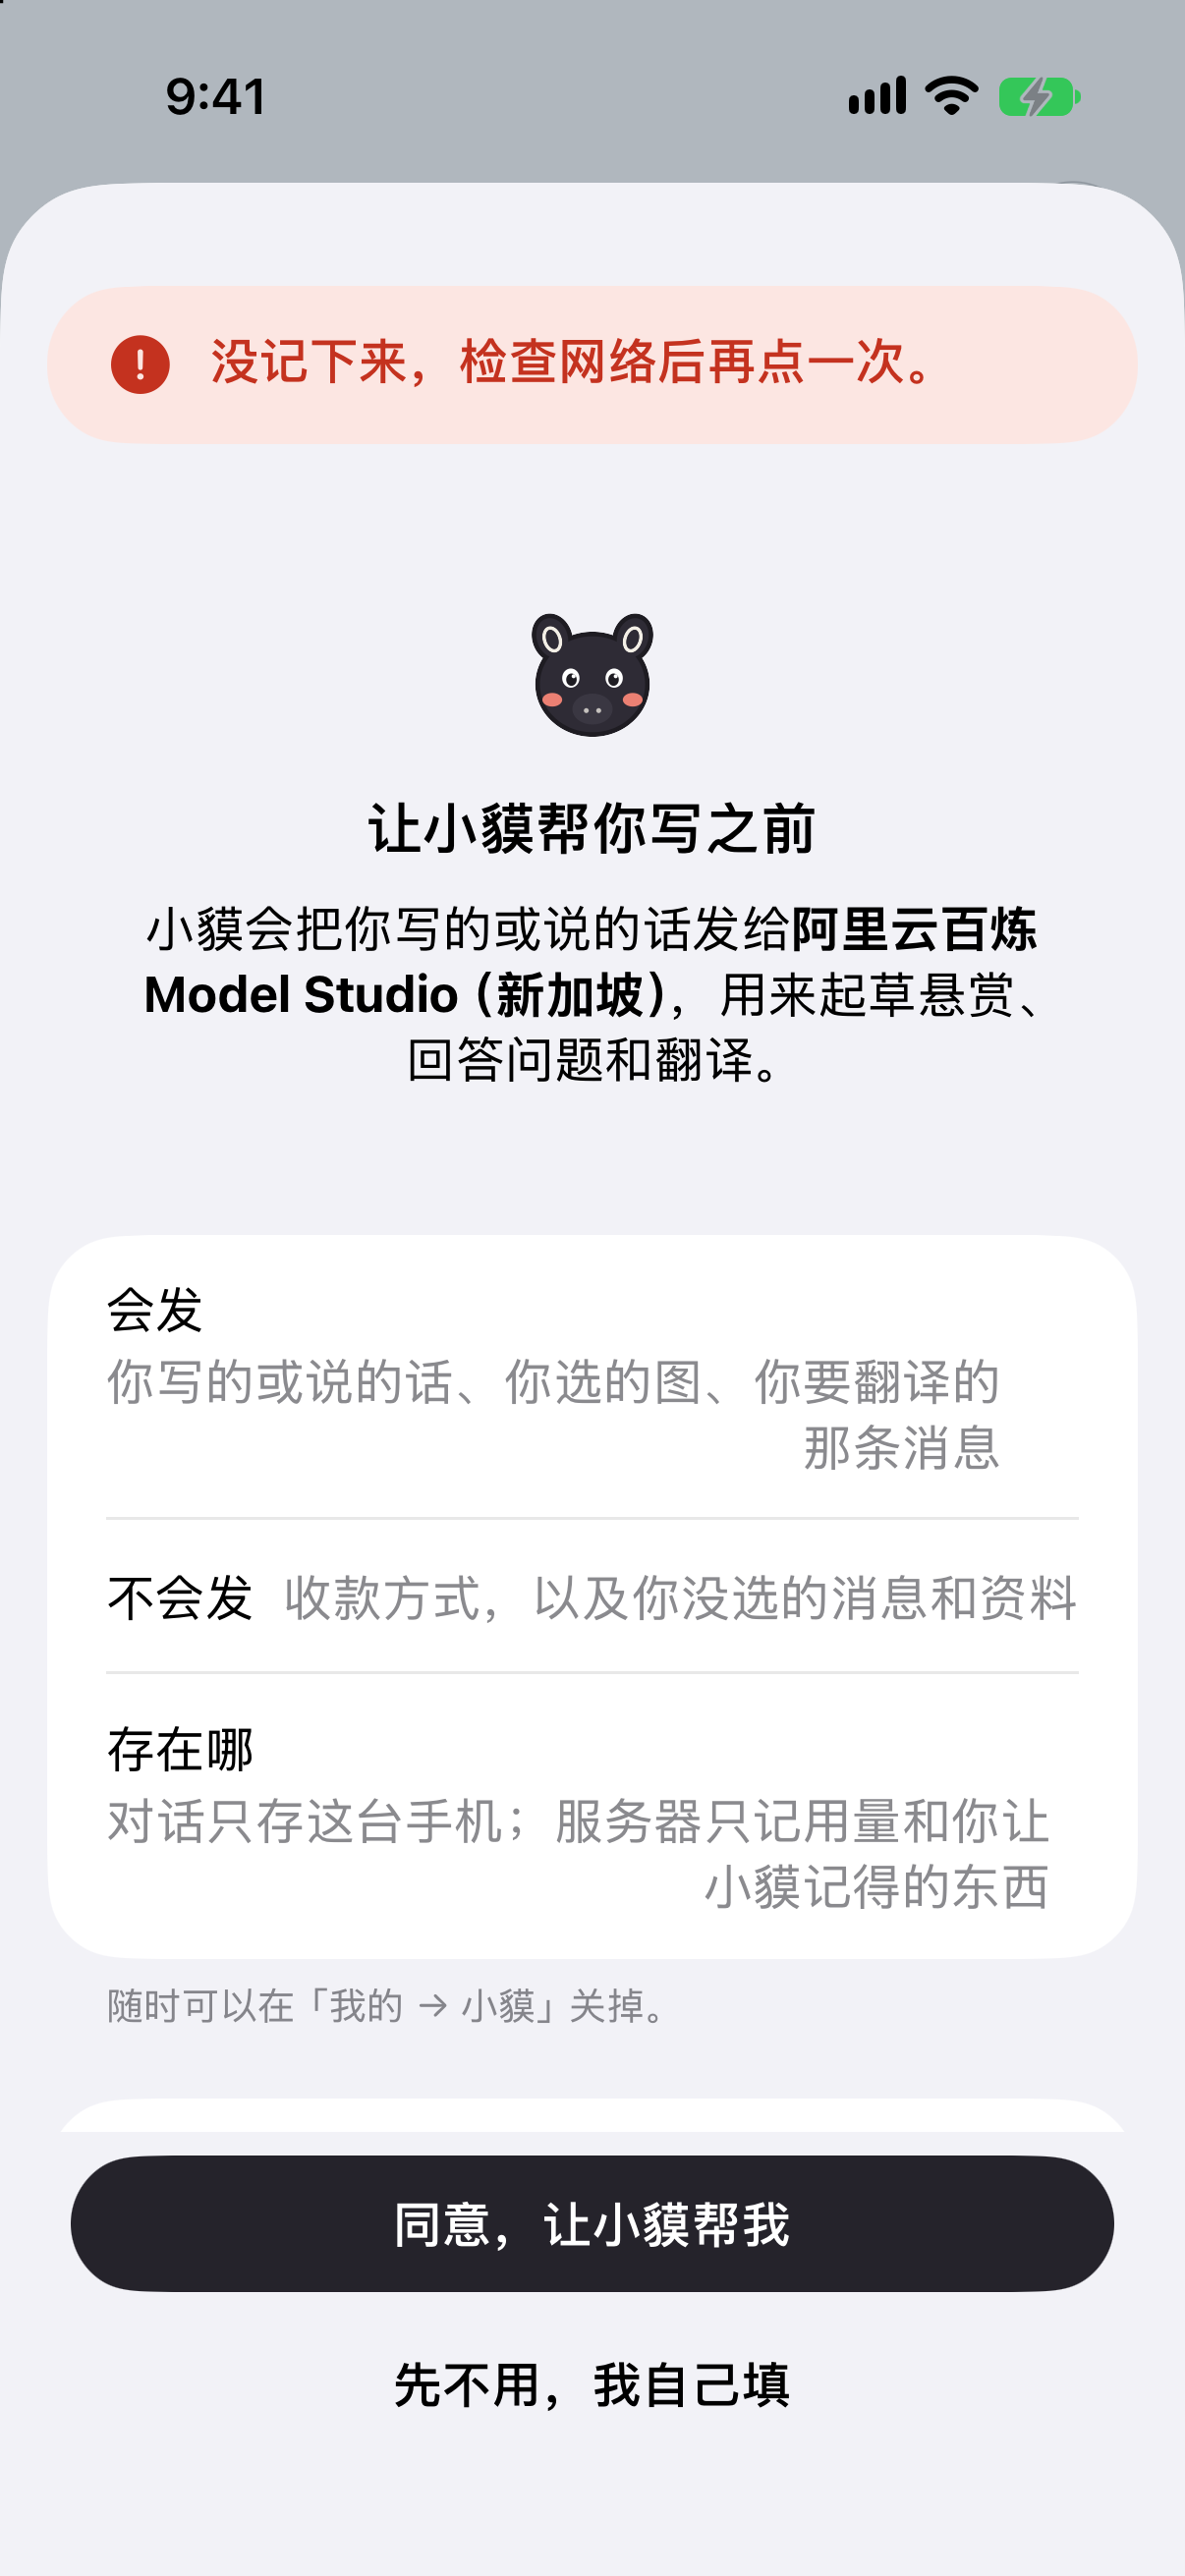 9:41
没记下来，检查网络后再点一次。
让小貘帮你写之前
小貘会把你写的或说的话发给阿里云百炼
Model Studio（新加坡），用来起草悬赏、
回答问题和翻译。
会发
你写的或说的话、你选的图、你要翻译的
那条消息
不会发 收款方式，以及你没选的消息和资料
存在哪
对话只存这台手机；服务器只记用量和你让
小貘记得的东西
随时可以在「我的 → 小貘」关掉。
同意，让小貘帮我
先不用，我自己填